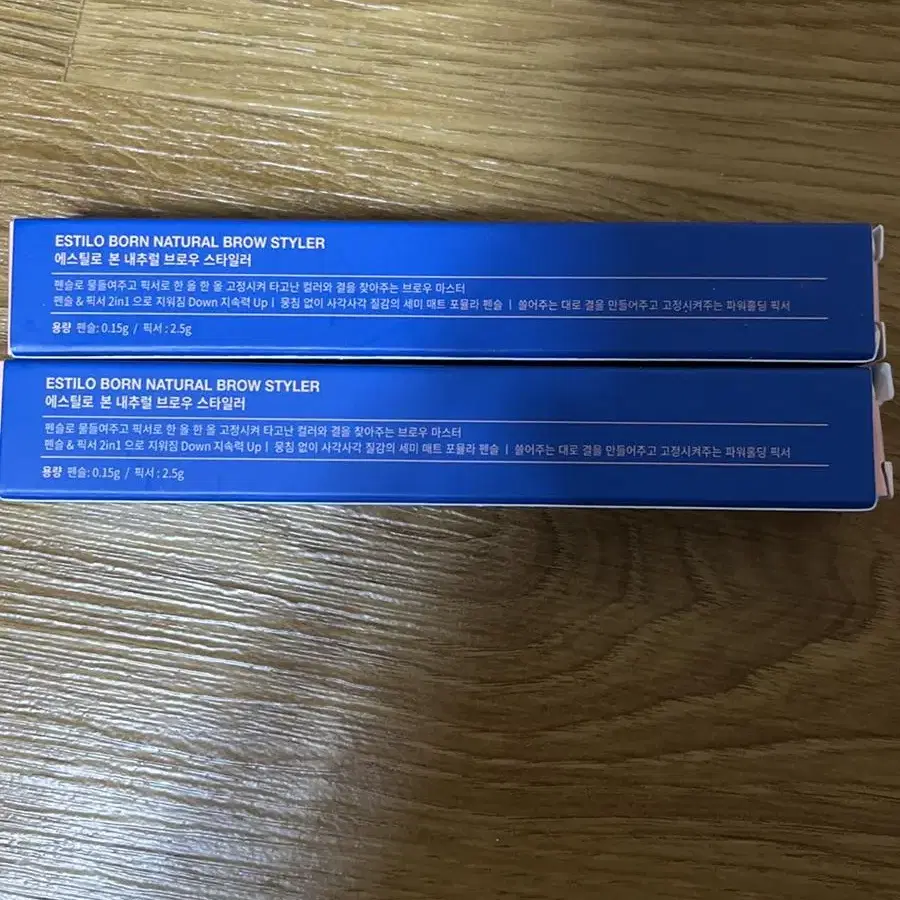 ESTILO BORN NATURAL BROW STYLER
에스틸로 본 내추럴 브로우 스타일러
펜슬로 물들여주고 픽서로 한 올 한 올 고정시켜 타고난 컬러와 결을 찾아주는 브로우 마스터
펜슬 & 픽서 2in1 으로 지워짐 Down 지속력 Up | 뭉침 없이 사각사각 질감의 세미 매트 포뮬라 펜슬 | 쓸어주는 대로 결을 만들어주고 고정시켜주는 파워홀딩 픽서
용량 펜슬: 0.15g / 픽서 : 2.5g
ESTILO BORN NATURAL BROW STYLER
에스틸로 본 내추럴 브로우 스타일러
펜슬로 물들여주고 픽서로 한 올 한 올 고정시켜 타고난 컬러와 결을 찾아주는 브로우 마스터
펜슬 & 픽서 2in1 으로 지워짐 Down 지속력 Up | 뭉침 없이 사각사각 질감의 세미 매트 포뮬라 펜슬 | 쓸어주는 대로 결을 만들어주고 고정시켜주는 파워홀딩 픽서
용량 펜슬: 0.15g / 픽서 : 2.5g